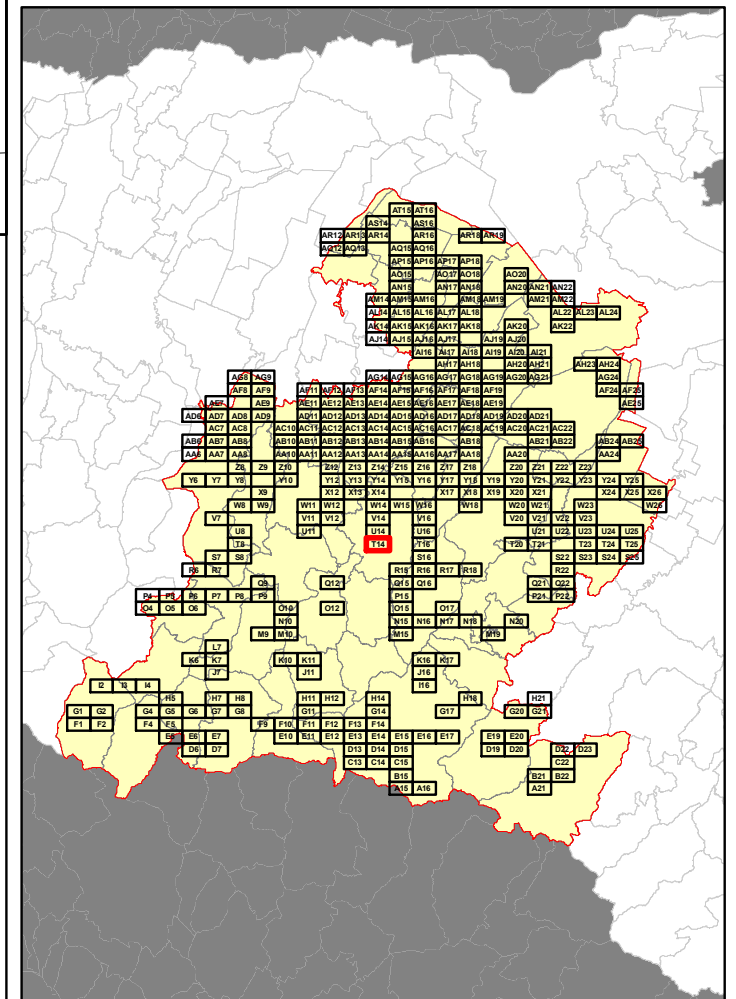 AT15 AT16
AS14 AS16
AR12 AR13 AR14 AR16 AR18 AR19
AQ12 AQ13 AQ15 AQ16
AP15 AP16 AP17 AP18
AO15 AO17 AO18 AO20
AN15 AN17 AN18 AN20 AN21 AN22
AM14 AM15 AM16 AM18 AM19 AM21 AM22
AL14 AL15 AL16 AL17 AL18 AL22 AL23 AL24
AK14 AK15 AK16 AK17 AK18 AK20 AK22
AJ14 AJ15 AJ16 AJ17 AJ19 AJ20
AI16 AI17 AI18 AI19 AI20 AI21
AH17 AH18 AH20 AH21 AH23 AH24
AG8 AG9 AG14 AG15 AG16 AG17 AG18 AG19 AG20 AG21 AG24
AF8 AF9 AF11 AF12 AF13 AF14 AF15 AF16 AF17 AF18 AF19 AF24 AF25
AE7 AE9 AE11 AE12 AE13 AE14 AE15 AE16 AE17 AE18 AE19 AE25
AD6 AD7 AD8 AD9 AD11 AD12 AD13 AD14 AD15 AD16 AD17 AD18 AD19 AD20 AD21
AC7 AC8 AC10 AC11 AC12 AC13 AC14 AC15 AC16 AC17 AC18 AC19 AC20 AC21 AC22
AB6 AB7 AB8 AB10 AB11 AB12 AB13 AB14 AB15 AB16 AB18 AB21 AB22 AB24 AB25
AA6 AA7 AA8 AA10 AA11 AA12 AA13 AA14 AA15 AA16 AA17 AA18 AA20 AA24
Z8 Z9 Z10 Z12 Z13 Z14 Z15 Z16 Z17 Z18 Z20 Z21 Z22 Z23
Y6 Y7 Y8 Y10 Y12 Y13 Y14 Y15 Y16 Y17 Y18 Y19 Y20 Y21 Y22 Y23 Y24 Y25
X9 X12 X13 X14 X17 X18 X19 X20 X21 X24 X25 X26
W8 W9 W11 W12 W14 W15 W16 W18 W20 W21 W23 W26
V7 V11 V12 V14 V16 V20 V21 V22 V23
U8 U11 U14 U16 U21 U22 U23 U24 U25
T8 T14 T16 T20 T21 T23 T24 T25
S7 S8 S16 S22 S23 S24 S25
R6 R7 R15 R16 R17 R18 R22
Q9 Q12 Q15 Q16 Q21 Q22
P4 P5 P6 P7 P8 P9 P15 P21 P22
O4 O5 O6 O10 O12 O15 O17
N10 N15 N16 N17 N18 N20
M9 M10 M15 M19
L7
K6 K7 K10 K11 K16 K17
J7 J11 J16
I2 I3 I4 I16
H5 H7 H8 H11 H12 H14 H18 H21
G1 G2 G4 G5 G6 G7 G8 G11 G17 G20 G21
F1 F2 F4 F5 F9 F10 F11 F12 F13 F14
E5 E6 E7 E10 E11 E12 E13 E14 E15 E16 E17 E19 E20
D6 D7 D13 D14 D15 D19 D20 D22 D23
C13 C14 C15 C22
B15 B21 B22
A15 A16 A21